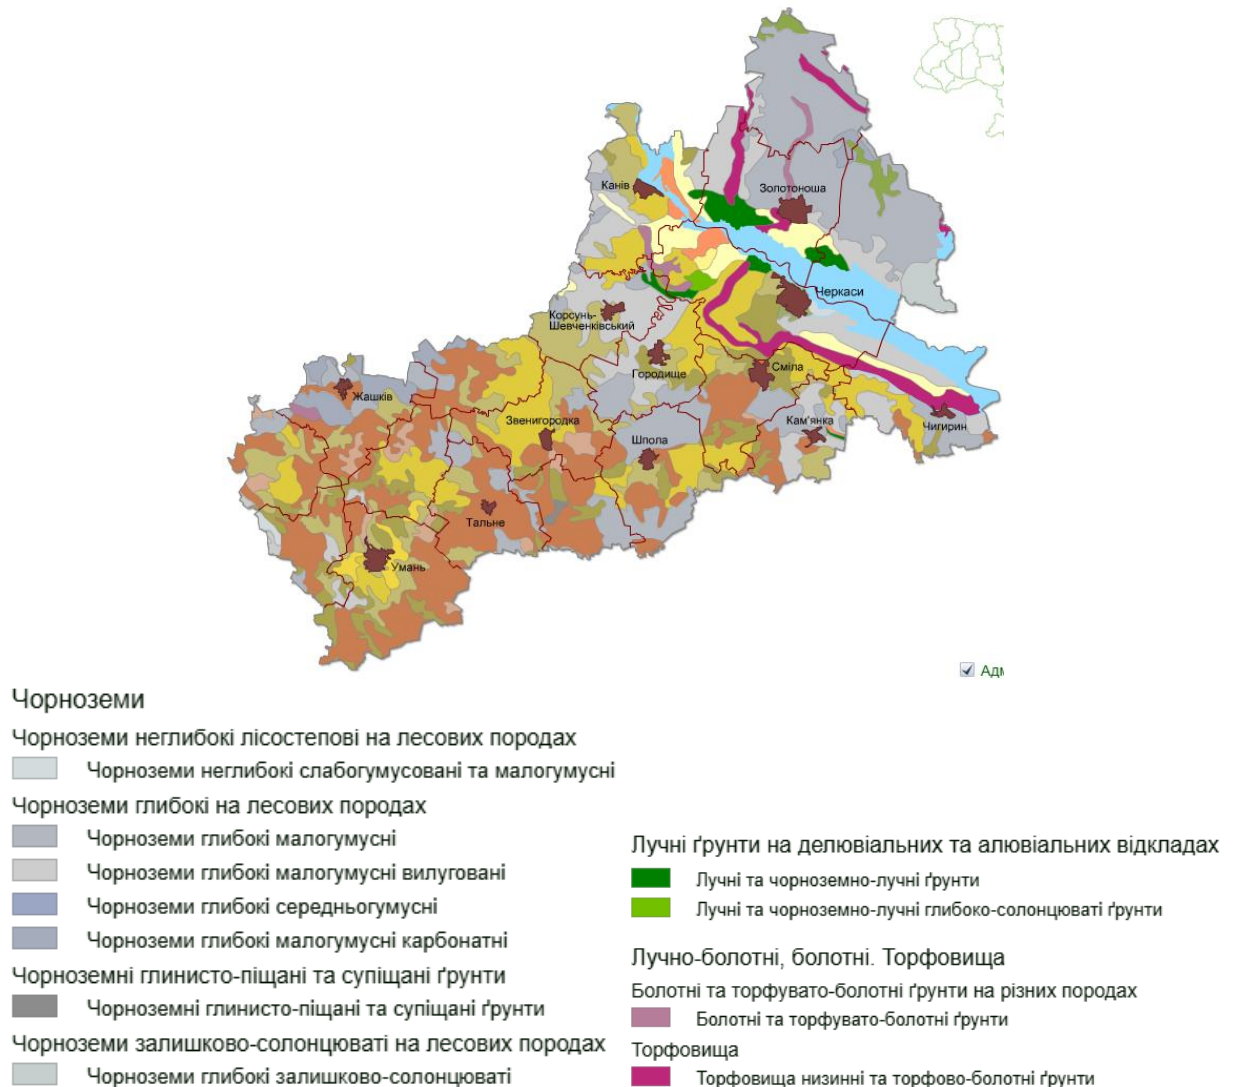 Канів
Золотоноша
Черкаси
Корсунь-
Шевченківський
Городище
Сміла
Жашків
Звенигородка
Кам'янка
Чигирин
Шпола
Тальне
Умань
Адм
Чорноземи
Чорноземи неглибокі лісостепові на лесових породах
Чорноземи неглибокі слабогумусовані та малогумусні
Чорноземи глибокі на лесових породах
Чорноземи глибокі малогумусні
Чорноземи глибокі малогумусні вилуговані
Чорноземи глибокі середньогумусні
Чорноземи глибокі малогумусні карбонатні
Чорноземні глинисто-піщані та супіщані ґрунти
Чорноземні глинисто-піщані та супіщані ґрунти
Чорноземи залишково-солонцюваті на лесових породах
Чорноземи глибокі залишково-солонцюваті
Лучні ґрунти на делювіальних та алювіальних відкладах
Лучні та чорноземно-лучні ґрунти
Лучні та чорноземно-лучні глибоко-солонцюваті ґрунти
Лучно-болотні, болотні. Торфовища
Болотні та торфувато-болотні ґрунти на різних породах
Болотні та торфувато-болотні ґрунти
Торфовища
Торфовища низинні та торфово-болотні ґрунти